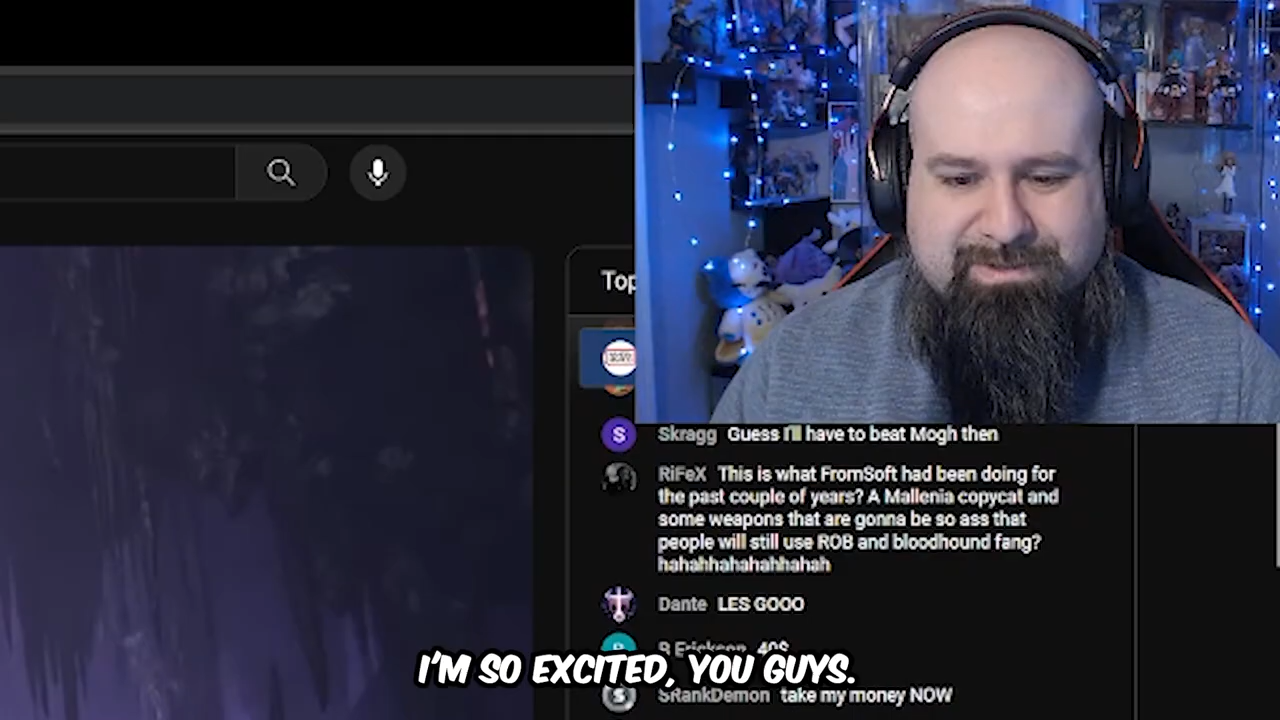 Top
Skragg Guess I'll have to beat Mogh then
RiFeX This is what FromSoft had been doing for
the past couple of years? A Mallenia copycat and
some weapons that are gonna be so ass that
people will still use ROB and bloodhound fang?
hahahhahahahhahah
Dante LES GOOO
B Erickson 40$
I'M SO EXCITED, YOU GUYS.
SRankDemon take my money NOW